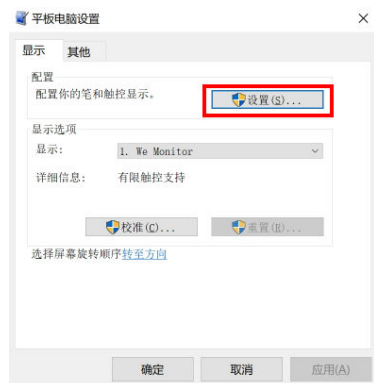 平板电脑设置
显示 其他
配置
配置你的笔和触控显示。 设置(S)...
显示选项
显示: 1. We Monitor
详细信息: 有限触控支持
校准(C)... 重置(R)...
选择屏幕旋转顺序转至方向
确定 取消 应用(A)